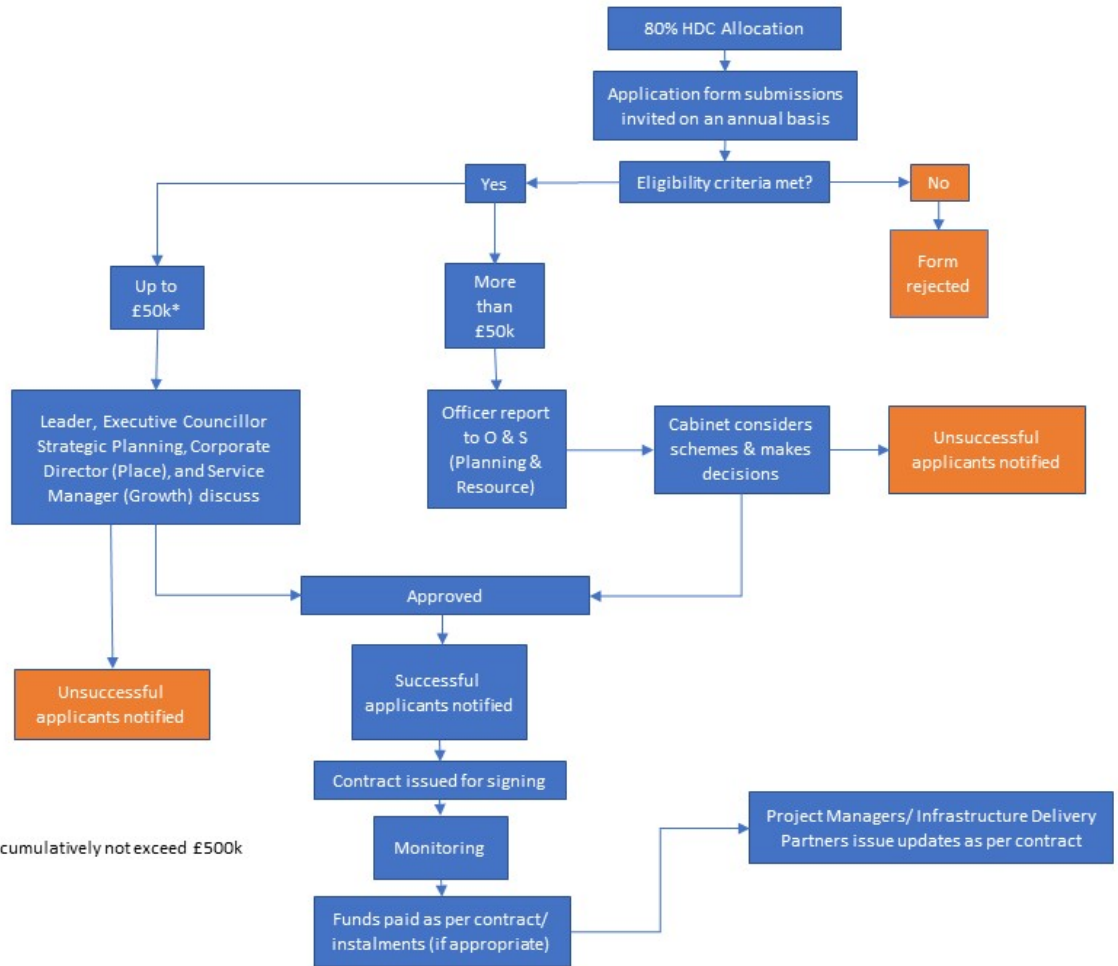 80% HDC Allocation
Application form submissions
invited on an annual basis
Yes
Eligibility criteria met?
No
Form
rejected
Up to
£50k*
More
than
£50k
Leader, Executive Councillor
Strategic Planning, Corporate
Director (Place), and Service
Manager (Growth) discuss
Officer report
to O & S
(Planning &
Resource)
Cabinet considers
schemes & makes
decisions
Unsuccessful
applicants notified
Approved
Unsuccessful
applicants notified
Successful
applicants notified
Contract issued for signing
cumulatively not exceed £500k
Monitoring
Project Managers/ Infrastructure Delivery
Partners issue updates as per contract
Funds paid as per contract/
instalments (if appropriate)